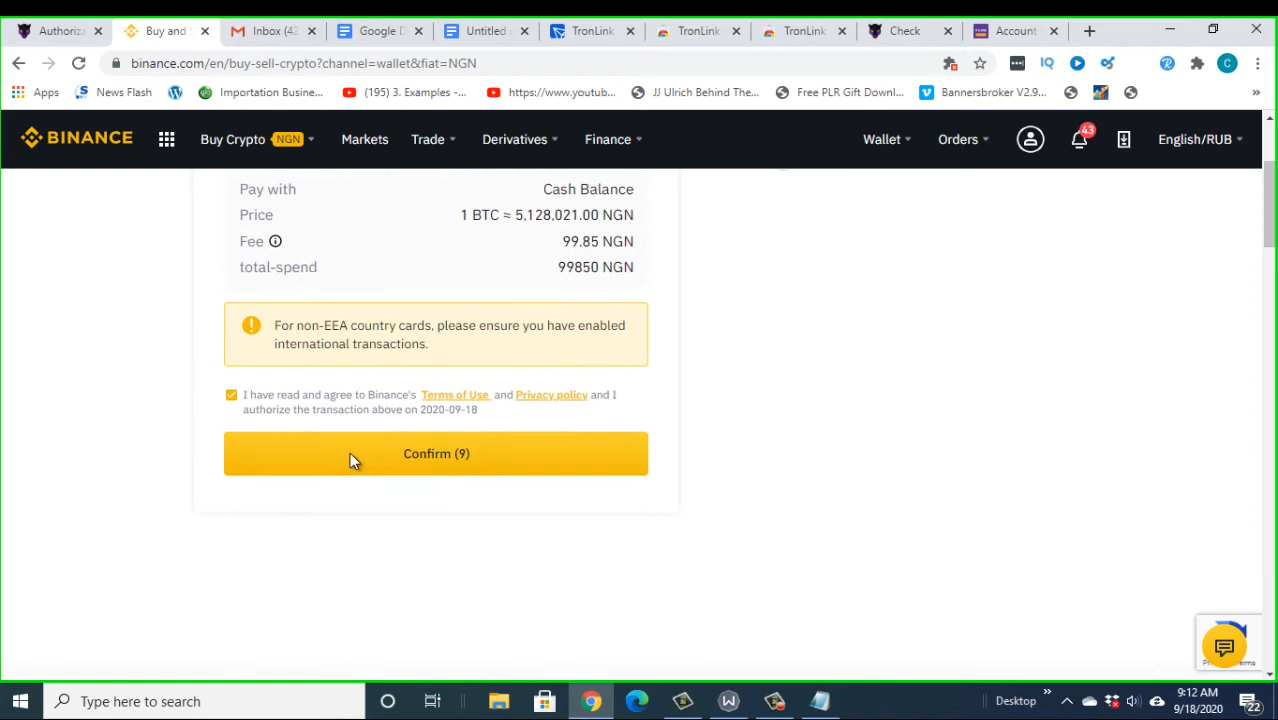 Authoriz
Buy and
Inbox (42
Google D
Untitled
TronLink
TronLink
TronLink
Check
Account
binance.com/en/buy-sell-crypto?channel=wallet&fiat=NGN
IQ
R
C
Apps
News Flash
Importation Busine...
(195) 3. Examples -...
https://www.youtub...
JJ Ulrich Behind The...
Free PLR Gift Downl...
Bannersbroker V2.9...
»
BINANCE
Buy Crypto NGN
Markets
Trade
Derivatives
Finance
Wallet
Orders
43
English/RUB
Pay with Cash Balance
Price 1 BTC ≈ 5,128,021.00 NGN
Fee 99.85 NGN
total-spend 99850 NGN
For non-EEA country cards, please ensure you have enabled
international transactions.
I have read and agree to Binance's Terms of Use and Privacy policy and I
authorize the transaction above on 2020-09-18
Confirm (9)
Type here to search
Desktop
»
9:12 AM
9/18/2020
22